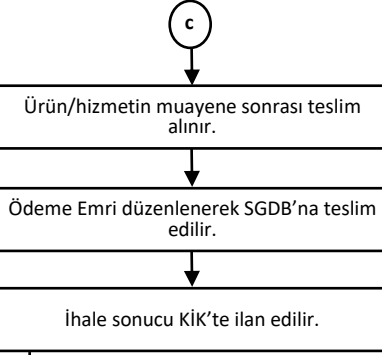 c
Ürün/hizmetin muayene sonrası teslim
alınır.
Ödeme Emri düzenlenerek SGDB’na teslim
edilir.
İhale sonucu KİK’te ilan edilir.